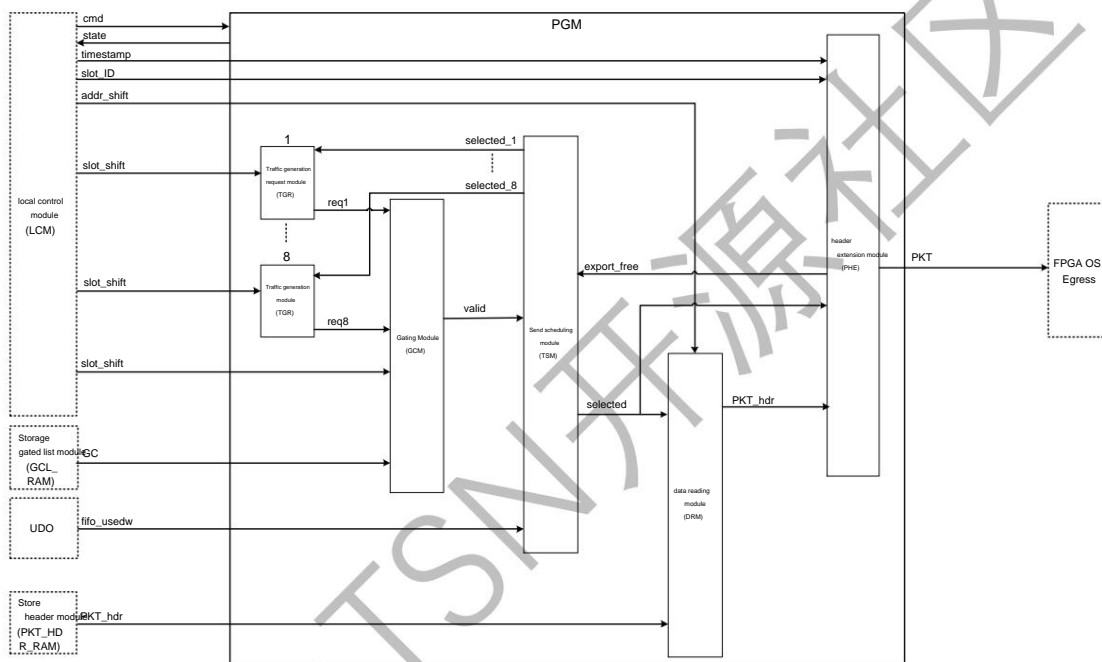 PGM
cmd
state
timestamp
slot_ID
addr_shift
slot_shift
slot_shift
slot_shift
local control
module
(LCM)
1
Traffic generation
request module
(TGR)
8
Traffic generation
module
(TGR)
req1
req8
selected_1
selected_8
Gating Module
(GCM)
valid
Send scheduling
module
(TSM)
export_free
selected
header
extension module
(PHE)
PKT
FPGA OS
Egress
PKT_hdr
data reading
module
(DRM)
Storage
gated list module
(GCL_
RAM)
GC
UDO
fifo_usedw
Store
header module
(PKT_HD
R_RAM)
PKT_hdr
TSN开源社区